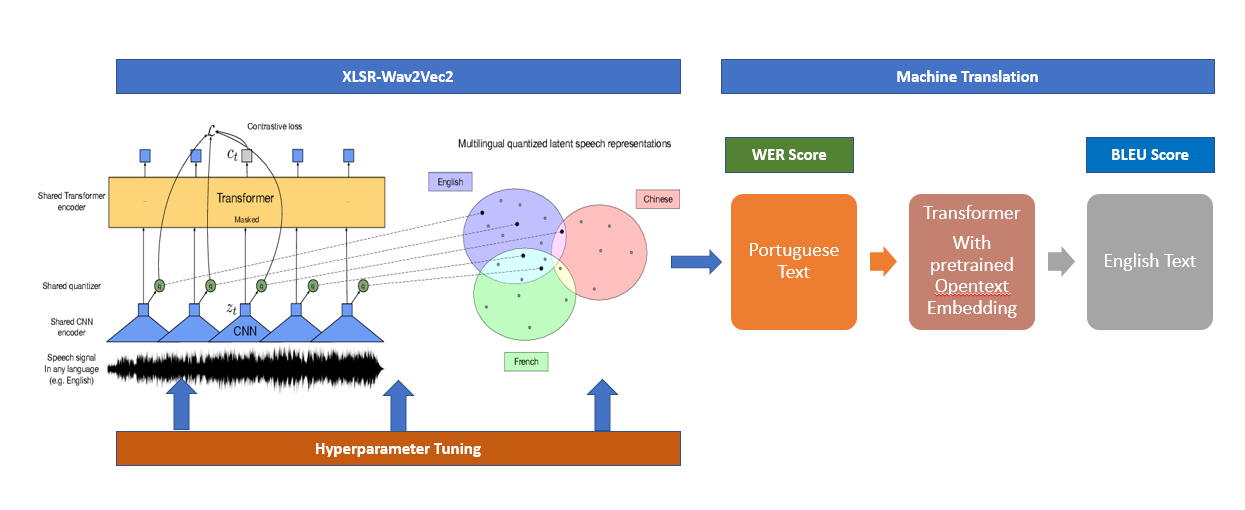 XLSR-Wav2Vec2
Machine Translation
Contrastive loss
ℒ
c_t
Multilingual quantized latent speech representations
WER Score
BLEU Score
Shared Transformer
encoder
...
Transformer
...
Masked
English
Chinese
Portuguese
Text
Transformer
With
pretrained
Opentext
Embedding
English Text
Shared quantizer
q
q
q
q
q
z_t
Shared CNN
encoder
CNN
Speech signal
In any language
(e.g. English)
French
Hyperparameter Tuning